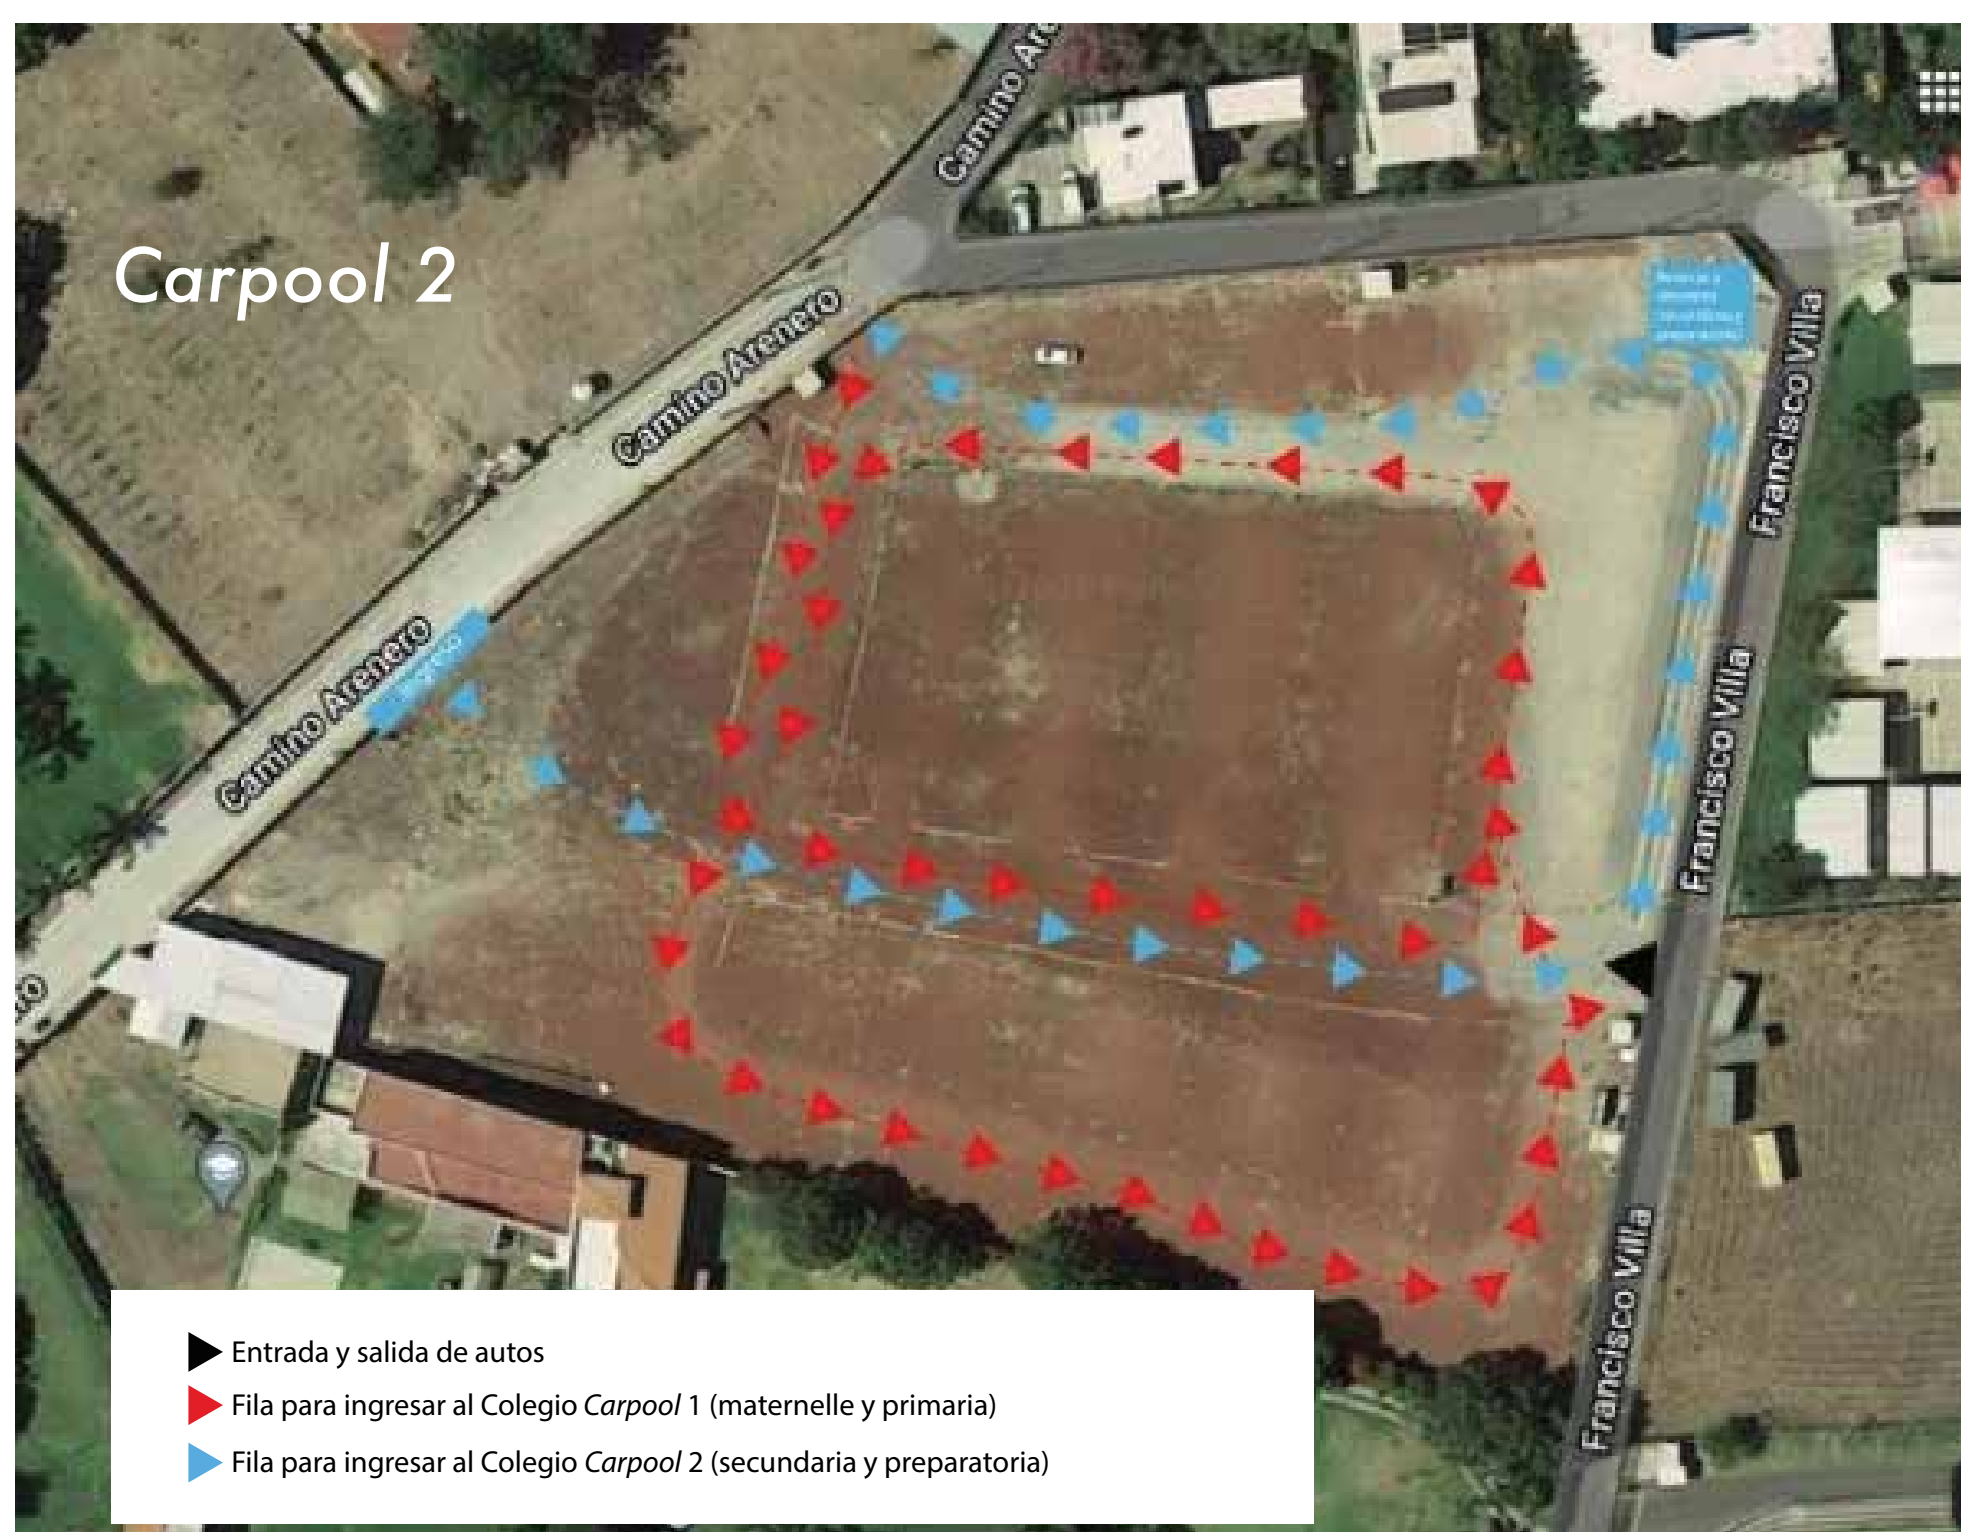 Camino Are
Carpool 2
Camino Arenero
Francisco Villa
Camino Arenero
Francisco Villa
Francisco Villa
Entrada y salida de autos
Fila para ingresar al Colegio Carpool 1 (maternelle y primaria)
Fila para ingresar al Colegio Carpool 2 (secundaria y preparatoria)